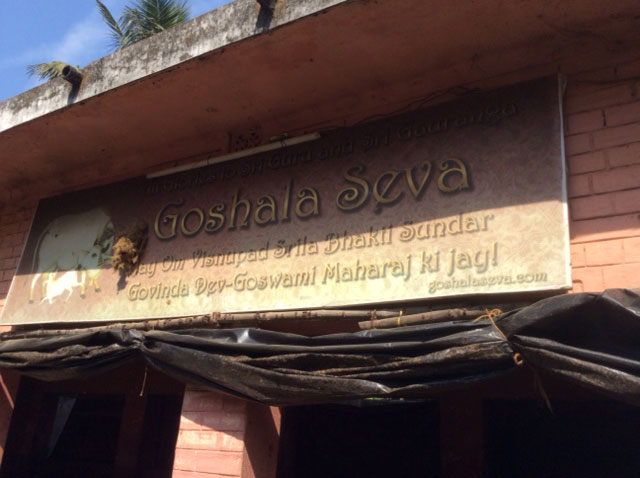 All Glories to Sri Guru and Sri Gauranga
Goshala Seva
Jay Om Visnupad Srila Bhakti Sundar
Govinda Dev-Goswami Maharaj ki jay!
goshalaseva.com